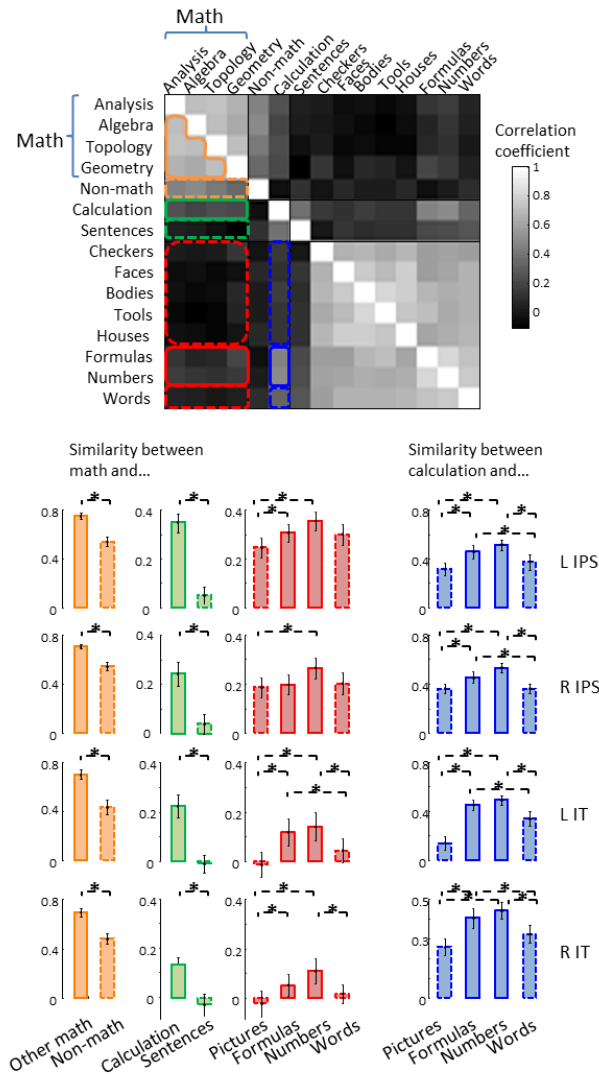 Math
Analysis Algebra Topology Geometry Non-math Calculation Sentences Checkers Faces Bodies Tools Houses Formulas Numbers Words
Analysis
Algebra
Math
Topology
Geometry
Non-math
Calculation
Sentences
Checkers
Faces
Bodies
Tools
Houses
Formulas
Numbers
Words
Correlation
coefficient
1
0.8
0.6
0.4
0.2
0
Similarity between
math and...
Similarity between
calculation and...
* * * * * * * *
0.8 0.4 0.4 0.8
0.4 0.2 0.2 0.4
0 0 0 0
L IPS
* * * * * * *
0.8 0.4 0.4 0.8
0.4 0.2 0.2 0.4
0 0 0 0
R IPS
* * * * * * * * * *
0.8 0.4 0.4 0.8
0.4 0.2 0.2 0.4
0 0 0 0
L IT
* * * * * * * * *
0.8 0.4 0.4 0.5
0.4 0.2 0.2 0.3
0 0 0 0
R IT
Other math Non-math Calculation Sentences Pictures Formulas Numbers Words Pictures Formulas Numbers Words